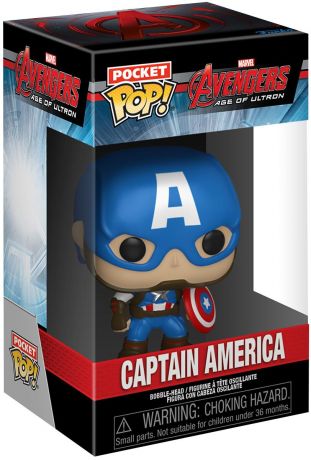 POCKET
POP!
MARVEL
AVENGERS
AGE OF ULTRON
A
CAPTAIN AMERICA
BOBBLE-HEAD / FIGURINE À TÊTE OSCILLANTE
FIGURA CON CABEZA OSCILANTE
WARNING: CHOKING HAZARD
Small parts. Not suitable for children under 36 months.
POCKET
POP!
MARVEL
AVENGERS
AGE OF ULTRON